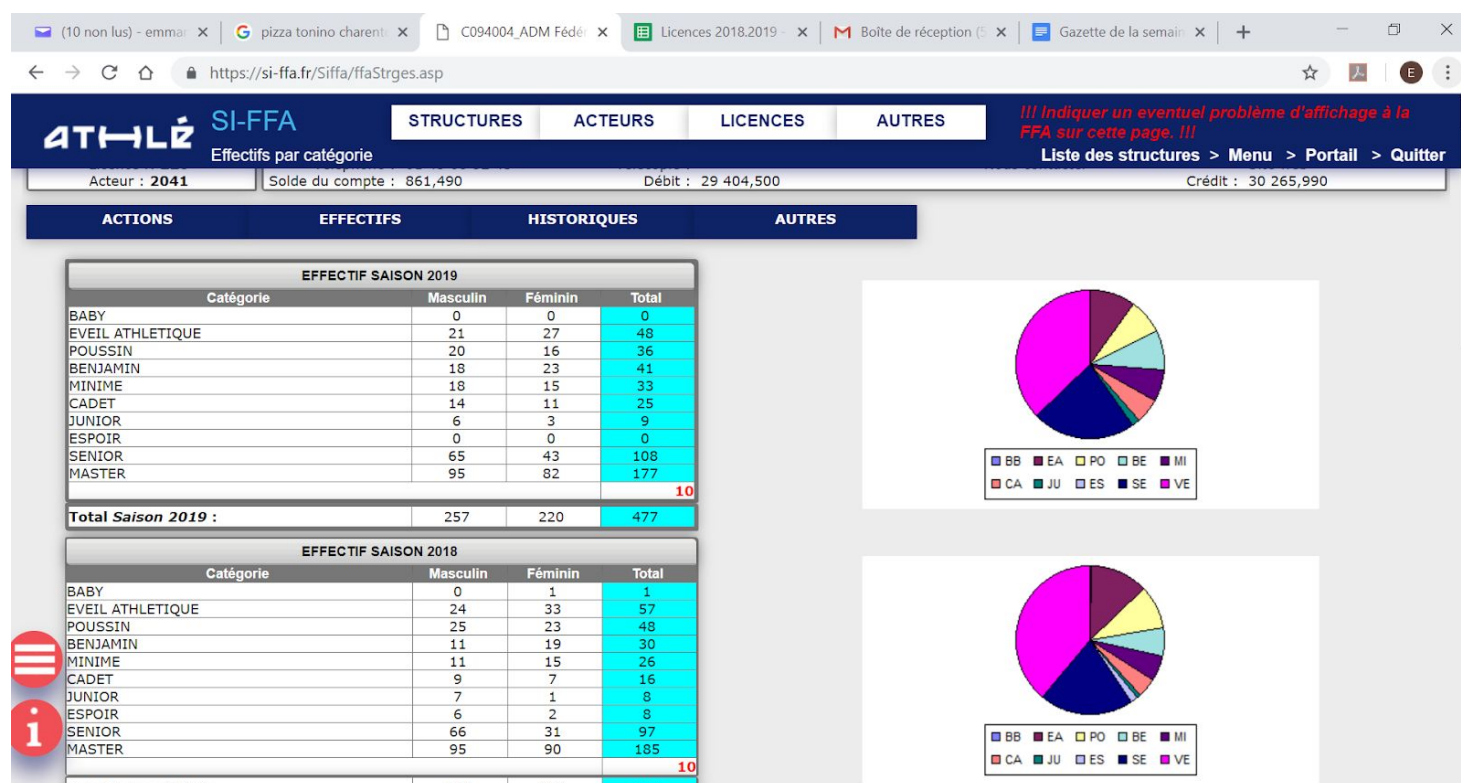 (10 non lus) - emmar
pizza tonino charent
C094004_ADM Fédér
Licences 2018.2019 -
Boîte de réception (5
Gazette de la semain
https://si-ffa.fr/Siffa/ffaStrges.asp
E
ATHLÉ
SI-FFA
Effectifs par catégorie
STRUCTURES ACTEURS LICENCES AUTRES
!!! Indiquer un eventuel problème d'affichage à la
FFA sur cette page. !!!
Liste des structures > Menu > Portail > Quitter
Acteur : 2041 Solde du compte : 861,490 Débit : 29 404,500 Crédit : 30 265,990
ACTIONS EFFECTIFS HISTORIQUES AUTRES
EFFECTIF SAISON 2019
Catégorie Masculin Féminin Total
BABY 0 0 0
EVEIL ATHLETIQUE 21 27 48
POUSSIN 20 16 36
BENJAMIN 18 23 41
MINIME 18 15 33
CADET 14 11 25
JUNIOR 6 3 9
ESPOIR 0 0 0
SENIOR 65 43 108
MASTER 95 82 177
10
Total Saison 2019 : 257 220 477
BB EA PO BE MI
CA JU ES SE VE
EFFECTIF SAISON 2018
Catégorie Masculin Féminin Total
BABY 0 1 1
EVEIL ATHLETIQUE 24 33 57
POUSSIN 25 23 48
BENJAMIN 11 19 30
MINIME 11 15 26
CADET 9 7 16
JUNIOR 7 1 8
ESPOIR 6 2 8
SENIOR 66 31 97
MASTER 95 90 185
10
BB EA PO BE MI
CA JU ES SE VE